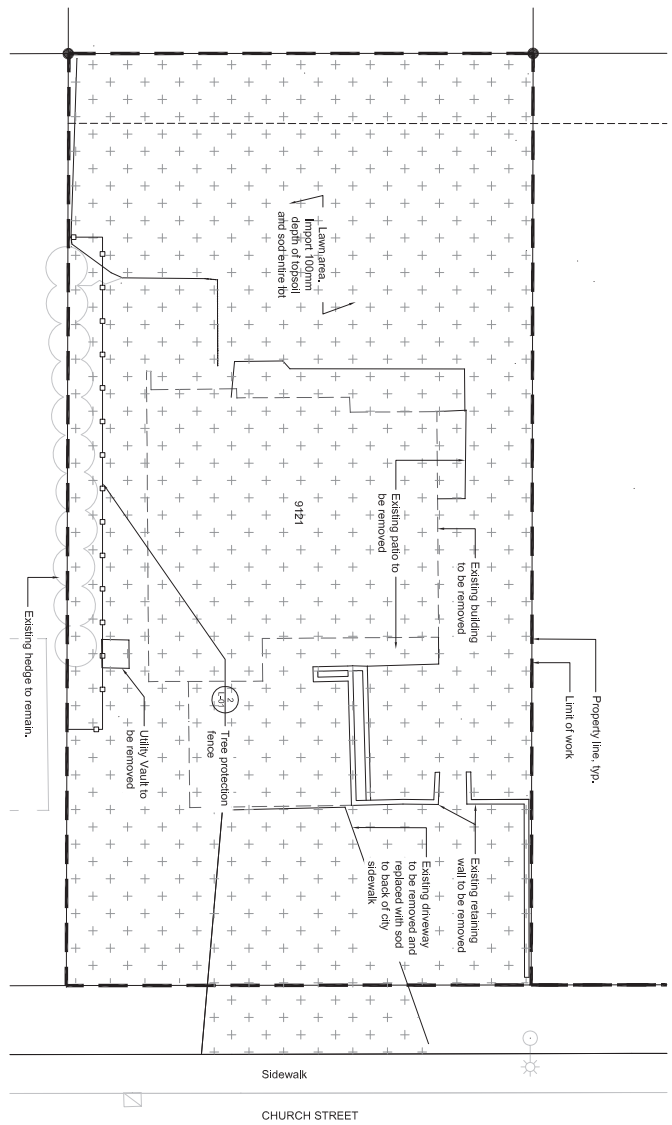 Lawn area.
Import 100mm
depth of topsoil
and sod entire lot
9121
Existing patio to
be removed
Existing building
to be removed
Property line, typ.
Limit of work
Existing hedge to remain.
Utility Vault to
be removed
2
L-01
Tree protection
fence
Existing driveway
to be removed and
replaced with sod
to back of city
sidewalk
Existing retaining
wall to be removed
Sidewalk
CHURCH STREET